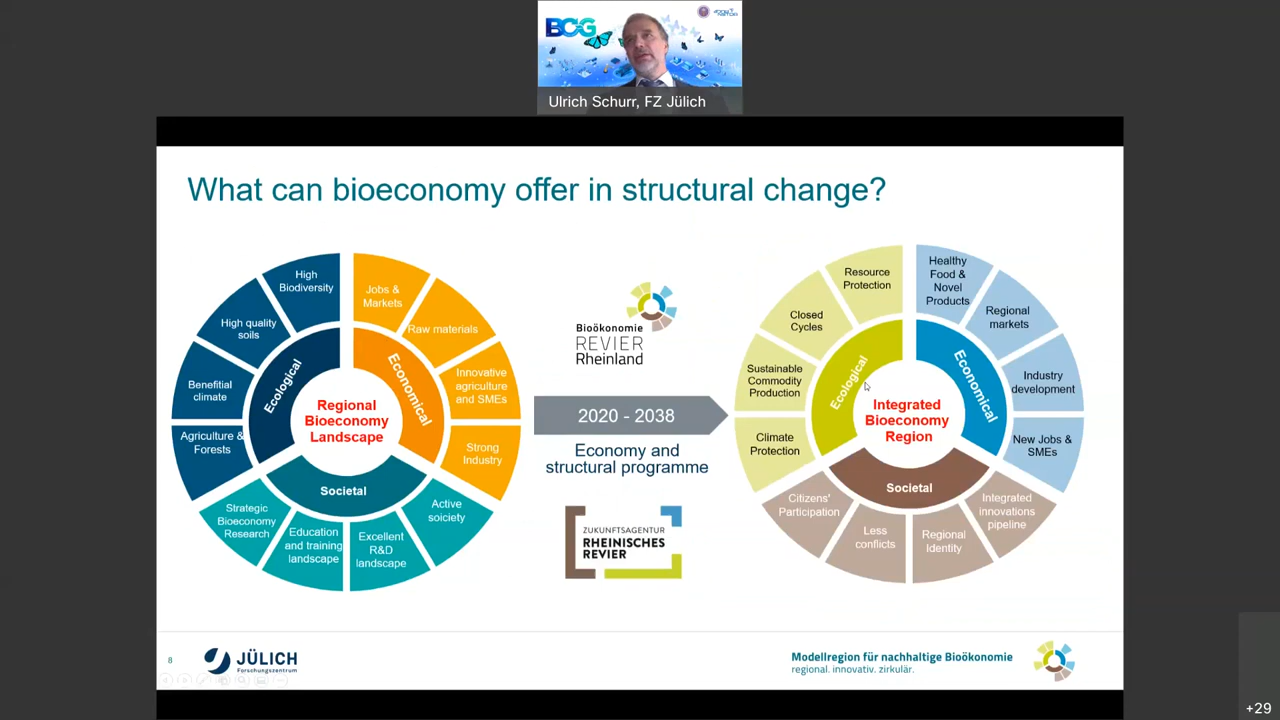 BCG
Ulrich Schurr, FZ Jülich
What can bioeconomy offer in structural change?
High
Biodiversity
High quality
soils
Benefitial
climate
Agriculture &
Forests
Ecological
Jobs &
Markets
Raw materials
Innovative
agriculture
and SMEs
Strong
Industry
Economical
Regional
Bioeconomy
Landscape
Societal
Strategic
Bioeconomy
Research
Education
and training
landscape
Excellent
R&D
landscape
Active
soiciety
Bioökonomie
REVIER
Rheinland
2020 - 2038
Economy and
structural programme
ZUKUNFTSAGENTUR
RHEINISCHES
REVIER
Resource
Protection
Closed
Cycles
Sustainable
Commodity
Production
Climate
Protection
Ecological
Healthy
Food &
Novel
Products
Regional
markets
Industry
development
New Jobs &
SMEs
Economical
Integrated
Bioeconomy
Region
Societal
Citizens'
Participation
Less
conflicts
Regional
Identity
Integrated
innovations
pipeline
8
JÜLICH
Forschungszentrum
Modellregion für nachhaltige Bioökonomie
regional. innovativ. zirkulär.
+29